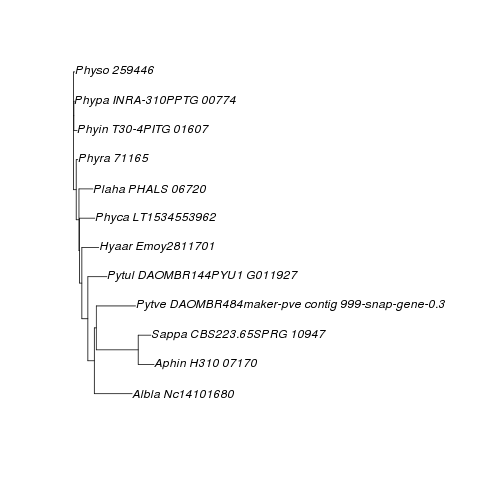 Physo 259446
Phypa INRA-310PPTG 00774
Phyin T30-4PITG 01607
Phyra 71165
Plaha PHALS 06720
Phyca LT1534553962
Hyaar Emoy2811701
Pytul DAOMBR144PYU1 G011927
Pytve DAOMBR484maker-pve contig 999-snap-gene-0.3
Sappa CBS223.65SPRG 10947
Aphin H310 07170
Albla Nc14101680